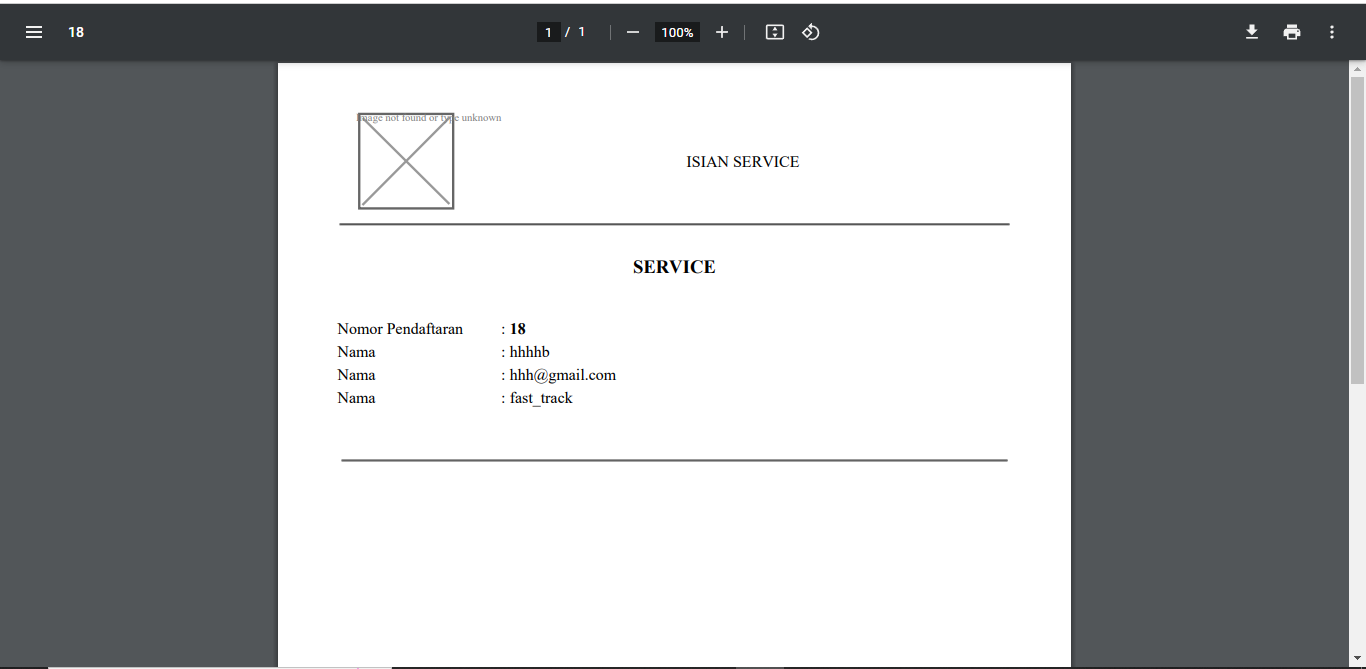 18
1 / 1
100%
Image not found or type unknown
ISIAN SERVICE
SERVICE
Nomor Pendaftaran : 18
Nama : hhhhb
Nama : hhh@gmail.com
Nama : fast_track